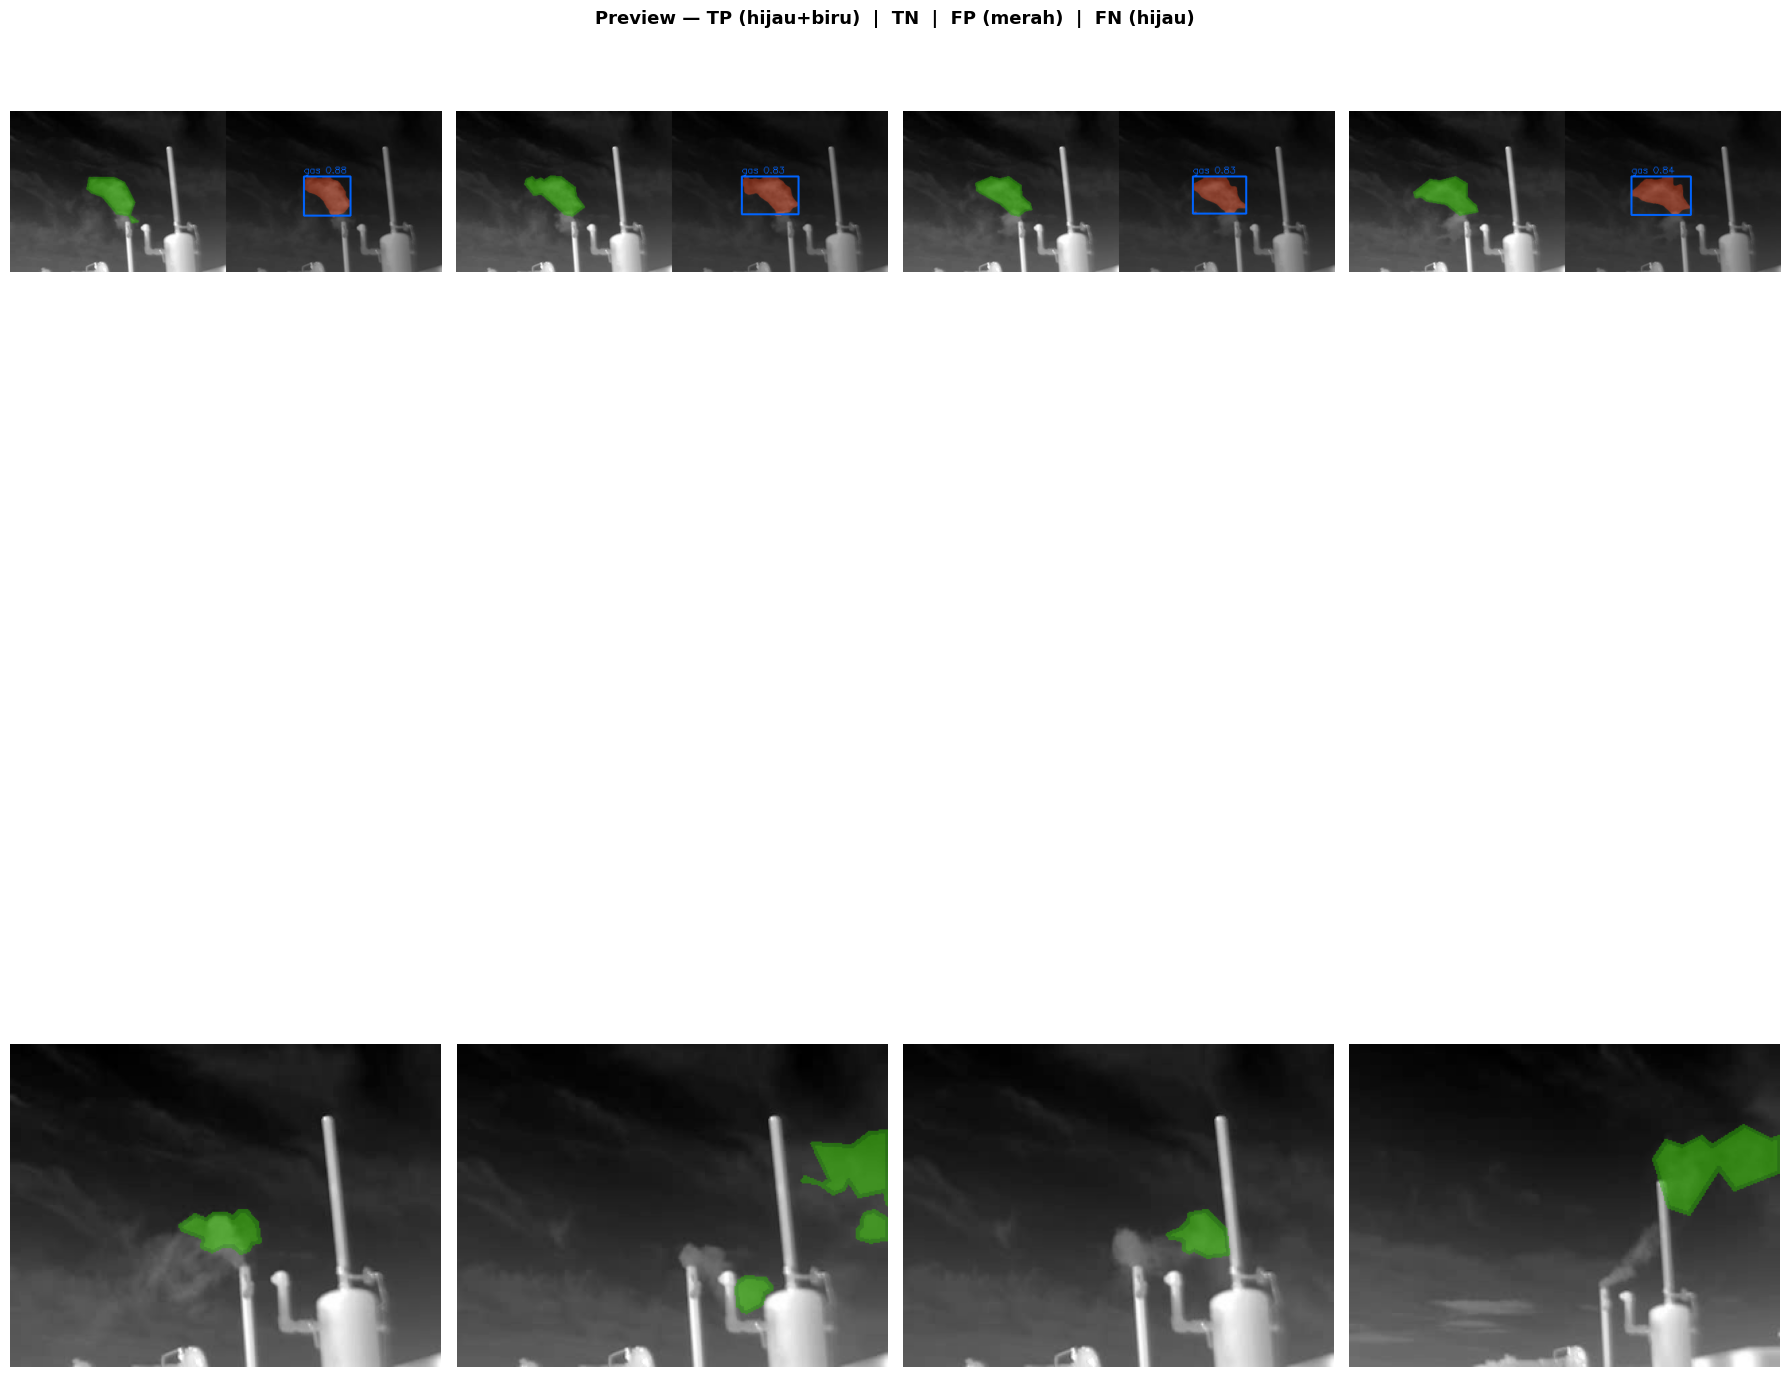 Preview — TP (hijau+biru)  |  TN  |  FP (merah)  |  FN (hijau)
gas 0.88
gas 0.83
gas 0.83
gas 0.84